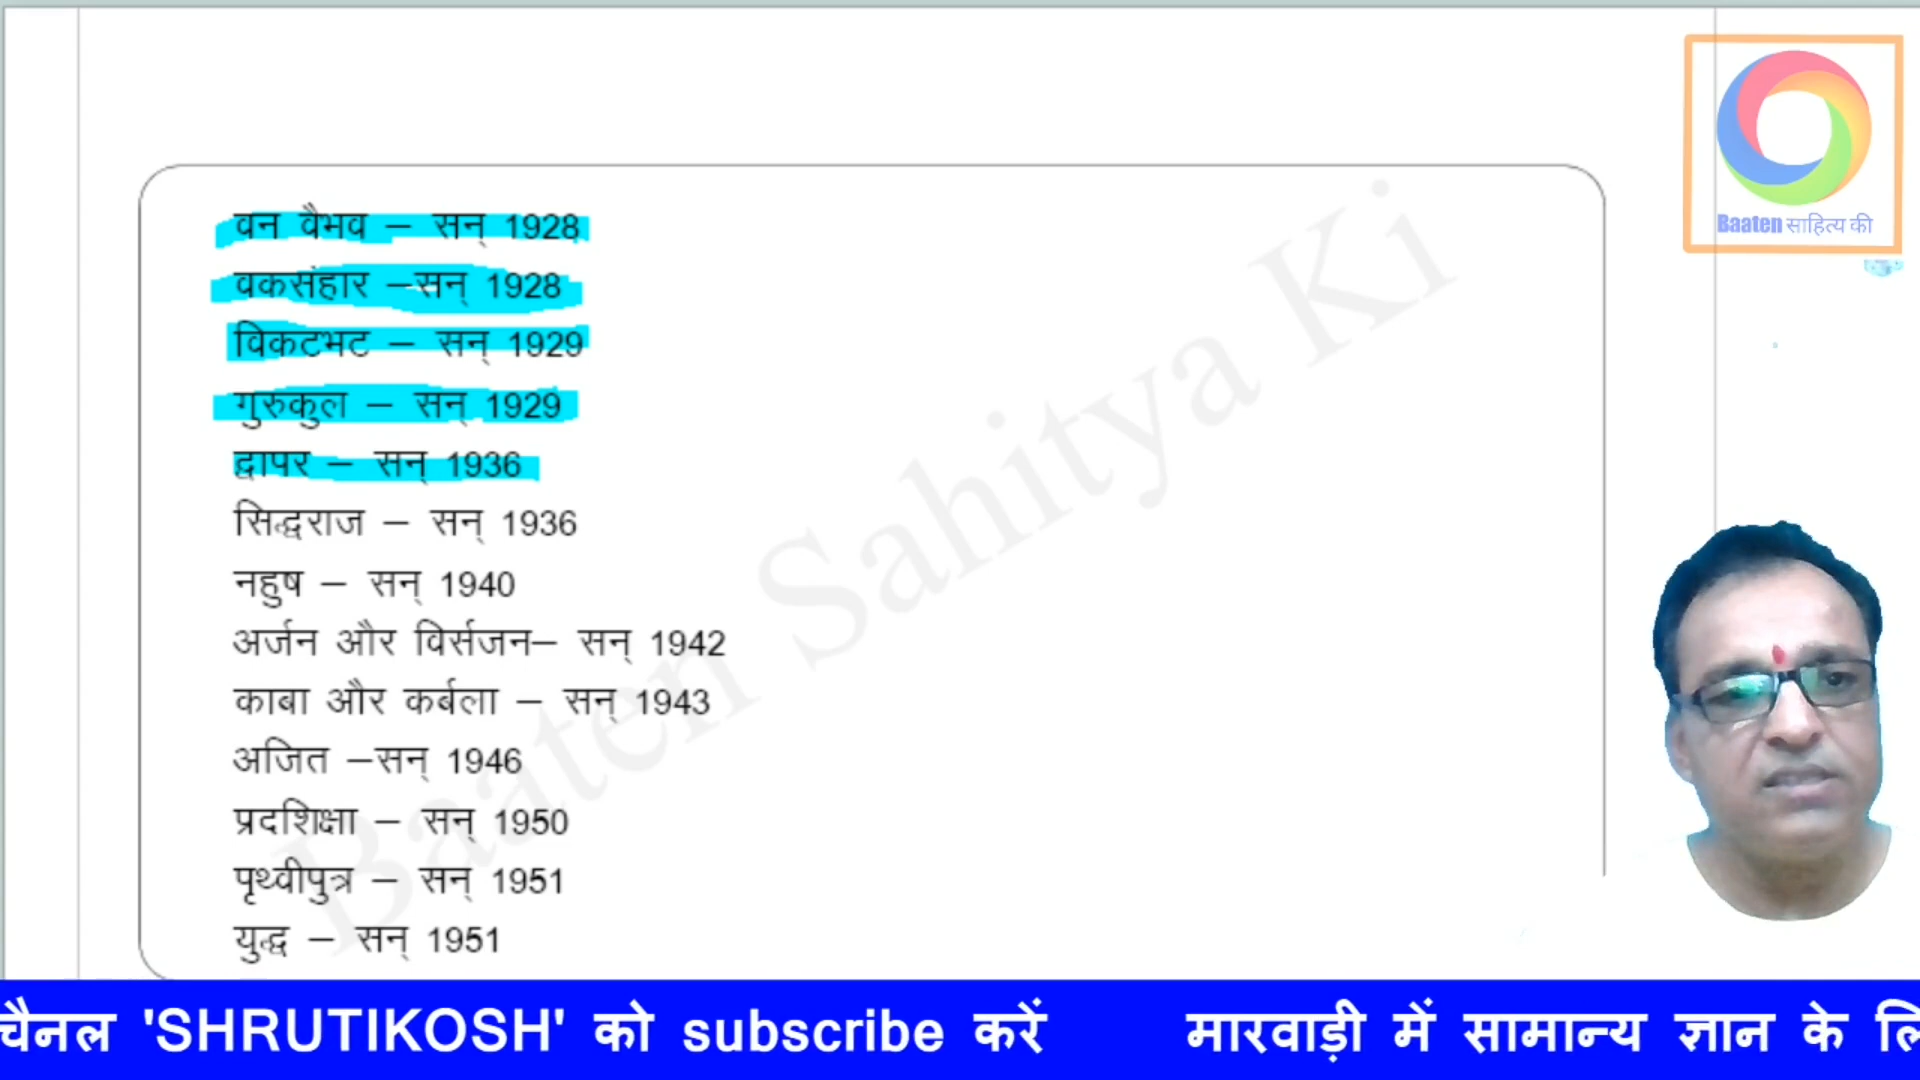 वन वैभव – सन् 1928
वकसंहार –सन् 1928
विकटभट – सन् 1929
गुरुकुल – सन् 1929
द्वापर – सन् 1936
सिद्धराज – सन् 1936
नहुष – सन् 1940
अर्जन और विर्सजन– सन् 1942
काबा और कर्बला – सन् 1943
अजित –सन् 1946
प्रदशिक्षा – सन् 1950
पृथ्वीपुत्र – सन् 1951
युद्ध – सन् 1951
Baaten Sahitya Ki
Baaten साहित्य की
चैनल 'SHRUTIKOSH' को subscribe करें मारवाड़ी में सामान्य ज्ञान के लि